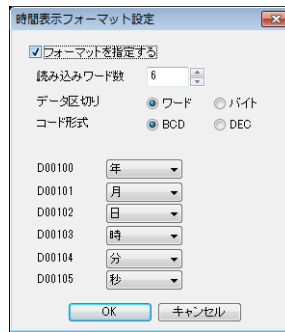 時間表示フォーマット設定
フォーマットを指定する
読み込みワード数 6
データ区切り ワード バイト
コード形式 BCD DEC
D00100 年
D00101 月
D00102 日
D00103 時
D00104 分
D00105 秒
OK キャンセル